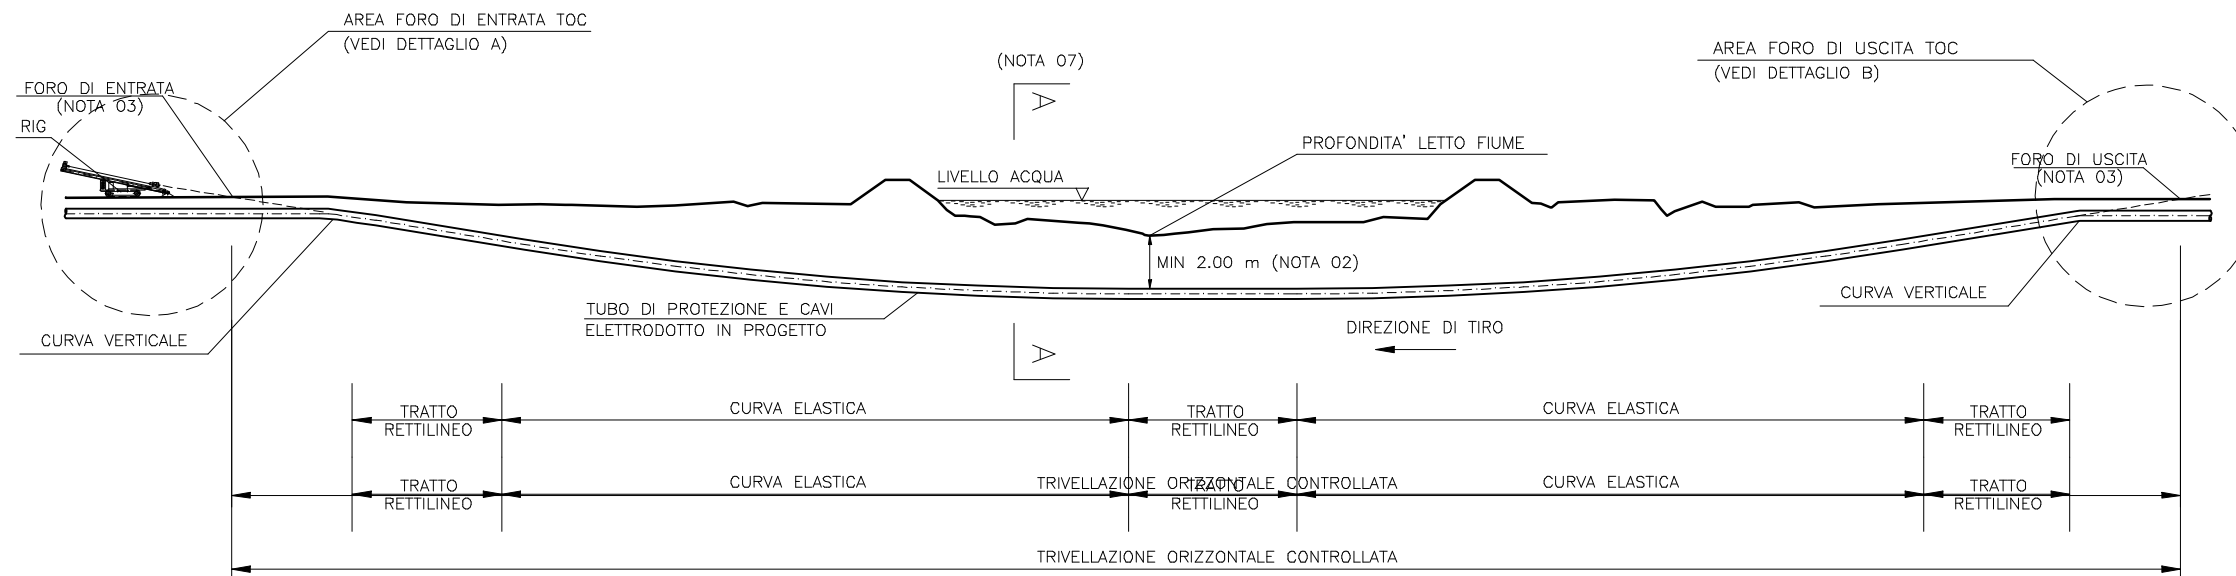 AREA FORO DI ENTRATA TOC
(VEDI DETTAGLIO A)
(NOTA 07)
AREA FORO DI USCITA TOC
(VEDI DETTAGLIO B)
FORO DI ENTRATA
(NOTA 03)
RIG
A
PROFONDITA' LETTO FIUME
FORO DI USCITA
(NOTA 03)
LIVELLO ACQUA
MIN 2.00 m (NOTA 02)
CURVA VERTICALE
TUBO DI PROTEZIONE E CAVI
ELETTRODOTTO IN PROGETTO
DIREZIONE DI TIRO
CURVA VERTICALE
A
TRATTO
RETTILINEO
CURVA ELASTICA
TRATTO
RETTILINEO
CURVA ELASTICA
TRATTO
RETTILINEO
TRATTO
RETTILINEO
CURVA ELASTICA
TRIVELLAZIONE ORIZZONTALE CONTROLLATA
TRATTO
RETTILINEO
CURVA ELASTICA
TRATTO
RETTILINEO
TRIVELLAZIONE ORIZZONTALE CONTROLLATA